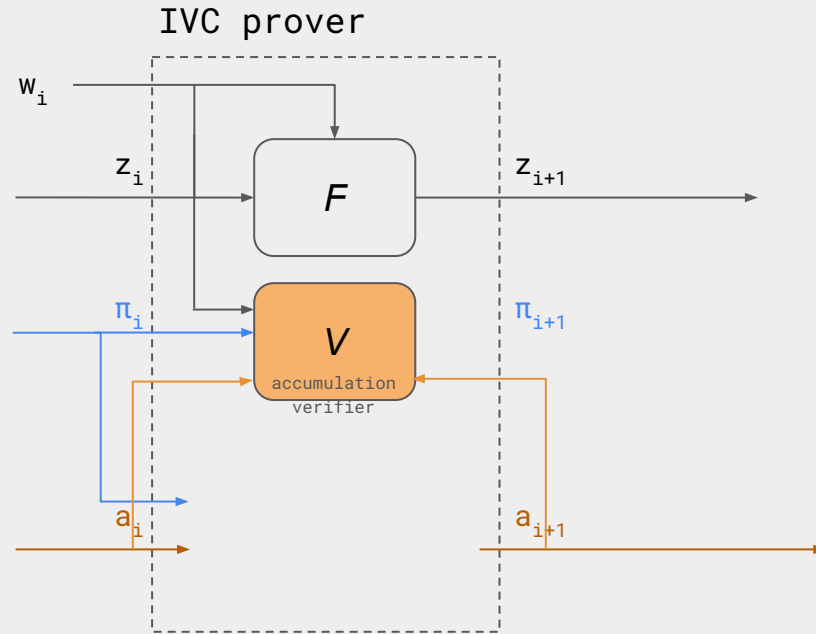 IVC prover
w_i
z_i
F
z_{i+1}
π_i
V
accumulation
verifier
π_{i+1}
a_i
a_{i+1}